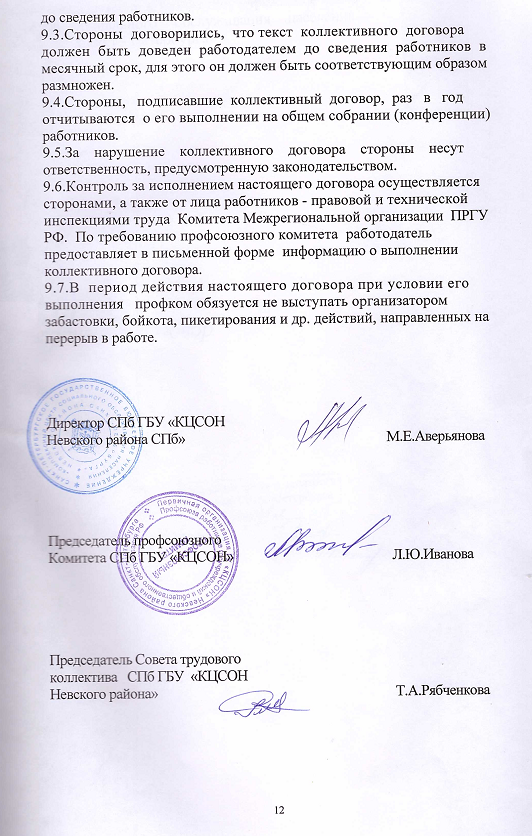 до сведения работников.
9.3.Стороны договорились, что текст коллективного договора
должен быть доведен работодателем до сведения работников в
месячный срок, для этого он должен быть соответствующим образом
размножен.
9.4.Стороны, подписавшие коллективный договор, раз в год
отчитываются о его выполнении на общем собрании (конференции)
работников.
9.5.За нарушение коллективного договора стороны несут
ответственность, предусмотренную законодательством.
9.6.Контроль за исполнением настоящего договора осуществляется
сторонами, а также от лица работников - правовой и технической
инспекциями труда Комитета Межрегиональной организации ПРГУ
РФ. По требованию профсоюзного комитета работодатель
предоставляет в письменной форме информацию о выполнении
коллективного договора.
9.7.В период действия настоящего договора при условии его
выполнения профком обязуется не выступать организатором
забастовки, бойкота, пикетирования и др. действий, направленных на
перерыв в работе.
Директор СПб ГБУ «КЦСОН
Невского района СПб» М.Е.Аверьянова
Председатель профсоюзного
Комитета СПб ГБУ «КЦСОН» Л.Ю.Иванова
Первичная организация «КЦСОН» Невского района Санкт-Петербурга
Председатель Совета трудового
коллектива СПб ГБУ «КЦСОН
Невского района» Т.А.Рябченкова
12